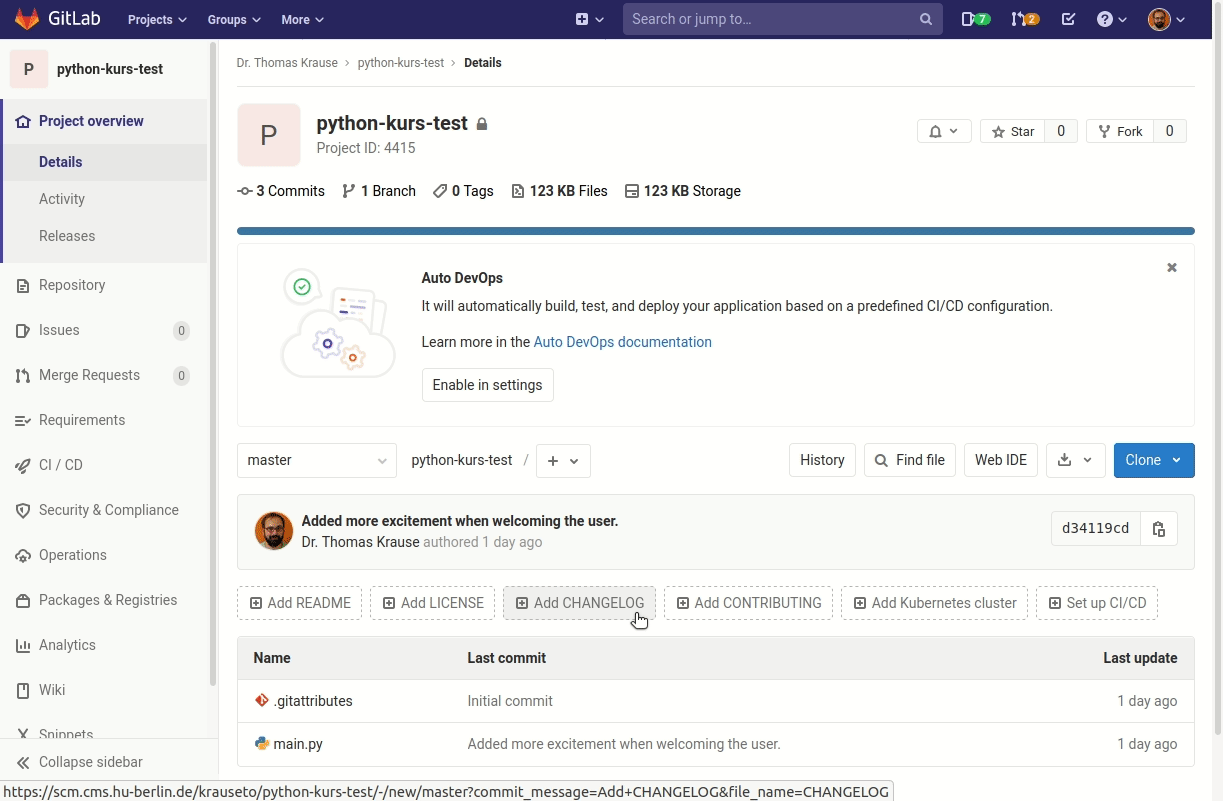 GitLab Projects Groups More Search or jump to... 7 2
P python-kurs-test
Project overview
Details
Activity
Releases
Repository
Issues 0
Merge Requests 0
Requirements
CI / CD
Security & Compliance
Operations
Packages & Registries
Analytics
Wiki
Snippets
Collapse sidebar
Dr. Thomas Krause › python-kurs-test › Details
P
python-kurs-test
Project ID: 4415
Star 0 Fork 0
3 Commits 1 Branch 0 Tags 123 KB Files 123 KB Storage
Auto DevOps
It will automatically build, test, and deploy your application based on a predefined CI/CD configuration.
Learn more in the Auto DevOps documentation
Enable in settings
master python-kurs-test / + History Find file Web IDE Clone
Added more excitement when welcoming the user.
Dr. Thomas Krause authored 1 day ago
d34119cd
Add README Add LICENSE Add CHANGELOG Add CONTRIBUTING Add Kubernetes cluster Set up CI/CD
Name Last commit Last update
.gitattributes Initial commit 1 day ago
main.py Added more excitement when welcoming the user. 1 day ago
https://scm.cms.hu-berlin.de/krauseto/python-kurs-test/-/new/master?commit_message=Add+CHANGELOG&file_name=CHANGELOG